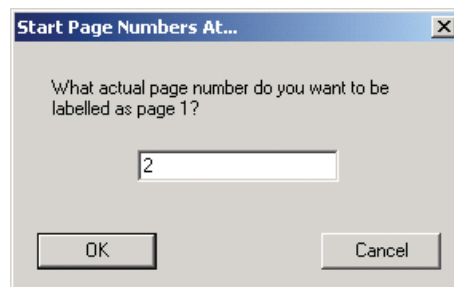 Start Page Numbers At...
What actual page number do you want to be
labelled as page 1?
2
OK
Cancel